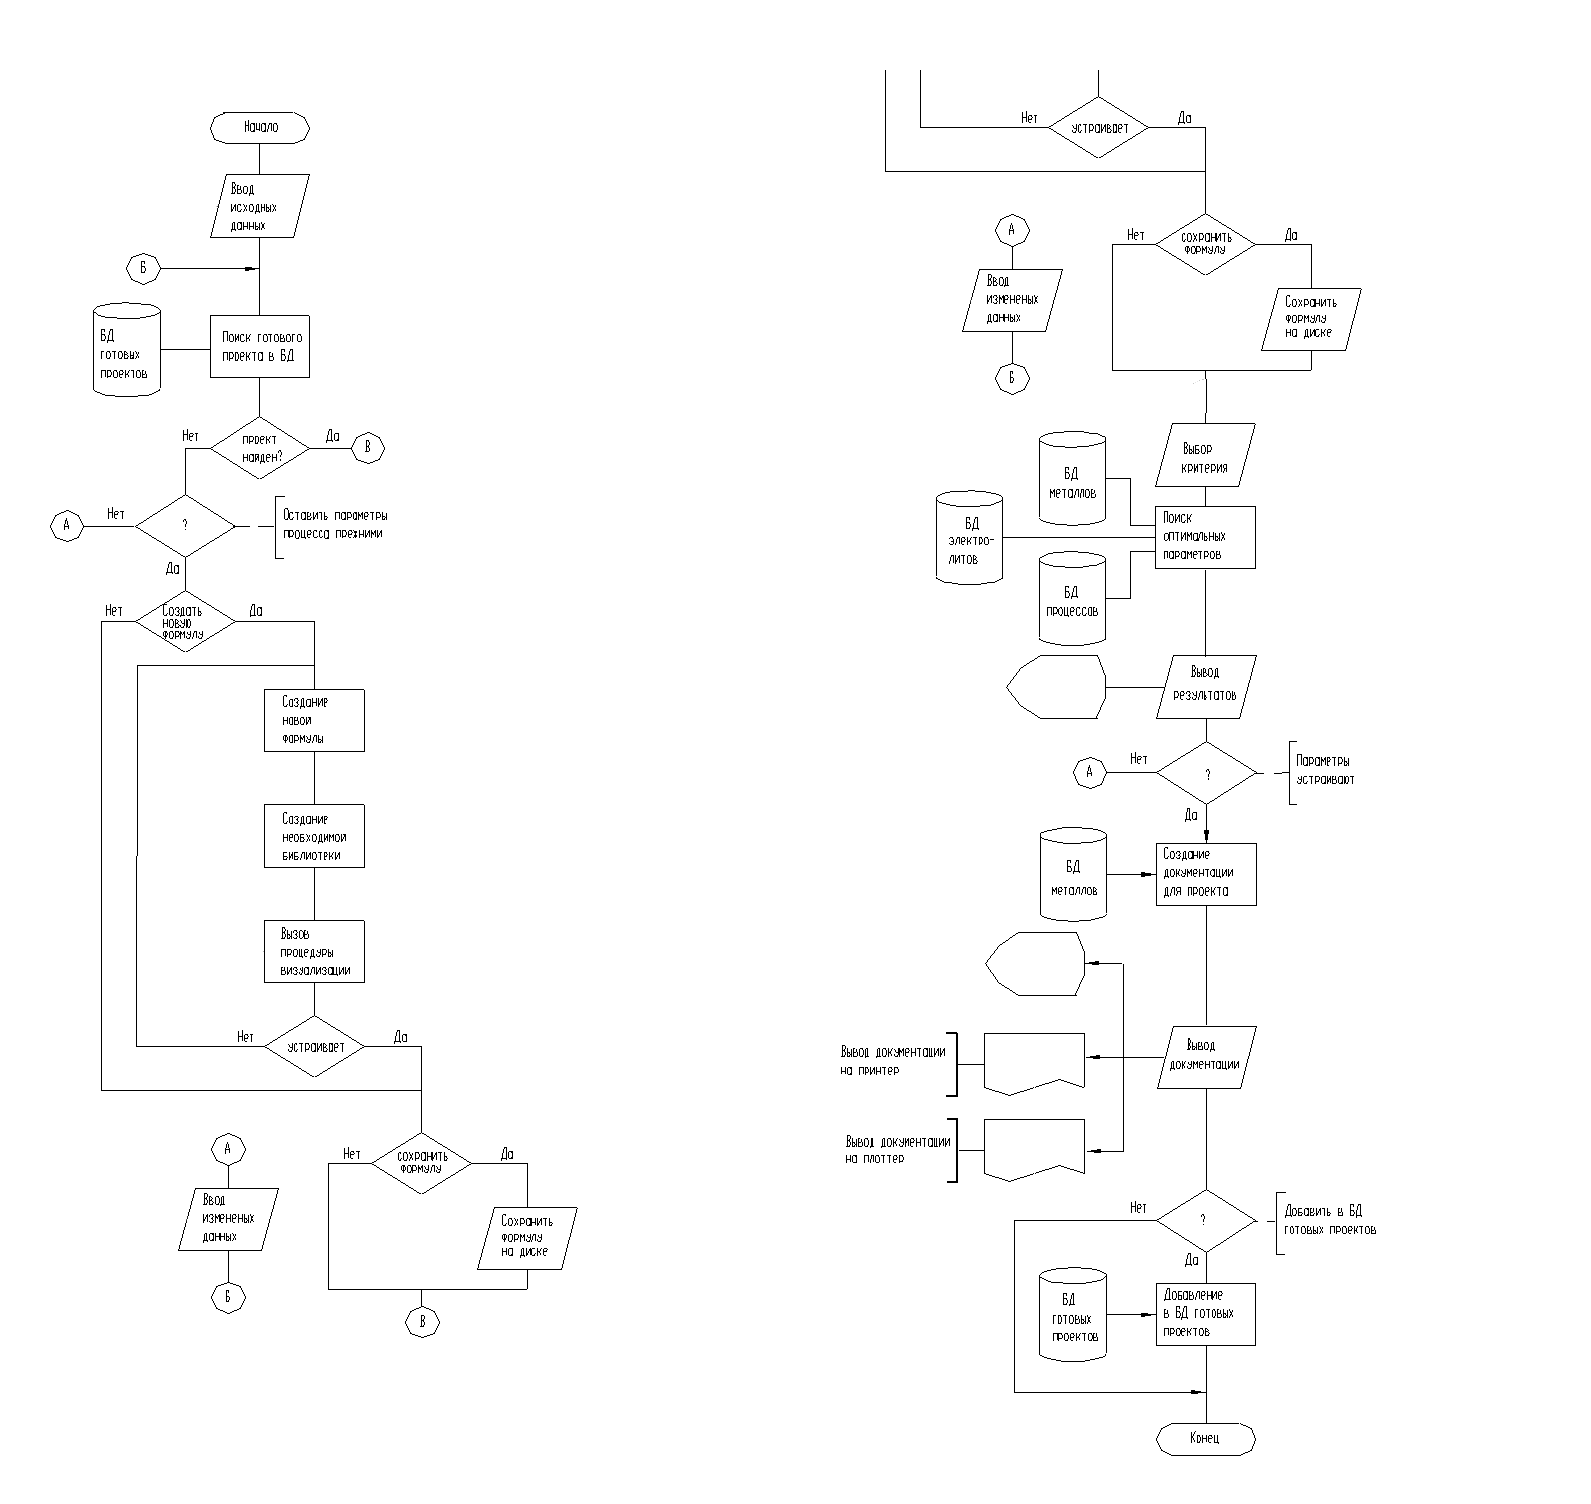 Начало
Ввод
исходных
данных
Б
БД
готовых
проектов
Поиск готового
проекта в БД
Нет
проект
найден?
Да
В
А
Нет
?
Оставить параметры
процесса прежними
Да
Нет
Создать
новую
формулу
Да
Создание
навой
формулы
Создание
необходимой
библиотеки
Вызов
процедуры
визуализации
Нет
устраивает
Да
А
Ввод
измененых
данных
Б
Нет
сохранить
формулу
Да
Сохранить
формулу
на диске
В
Нет
устраивает
Да
А
Ввод
измененых
данных
Б
Нет
сохранить
формулу
Да
Сохранить
формулу
на диске
Выбор
критерия
БД
металлов
БД
электро-
литов
БД
процессав
Поиск
оптимальных
параметров
Вывод
результатов
А
Нет
?
Параметры
устраивают
Да
БД
металлов
Создание
документации
для проекта
Вывод документации
на принтер
Вывод
документации
Вывод документации
на плоттер
Нет
?
Добавить в БД
готовых проектов
Да
БД
готовых
проектов
Добавление
в БД готовых
проектов
Конец